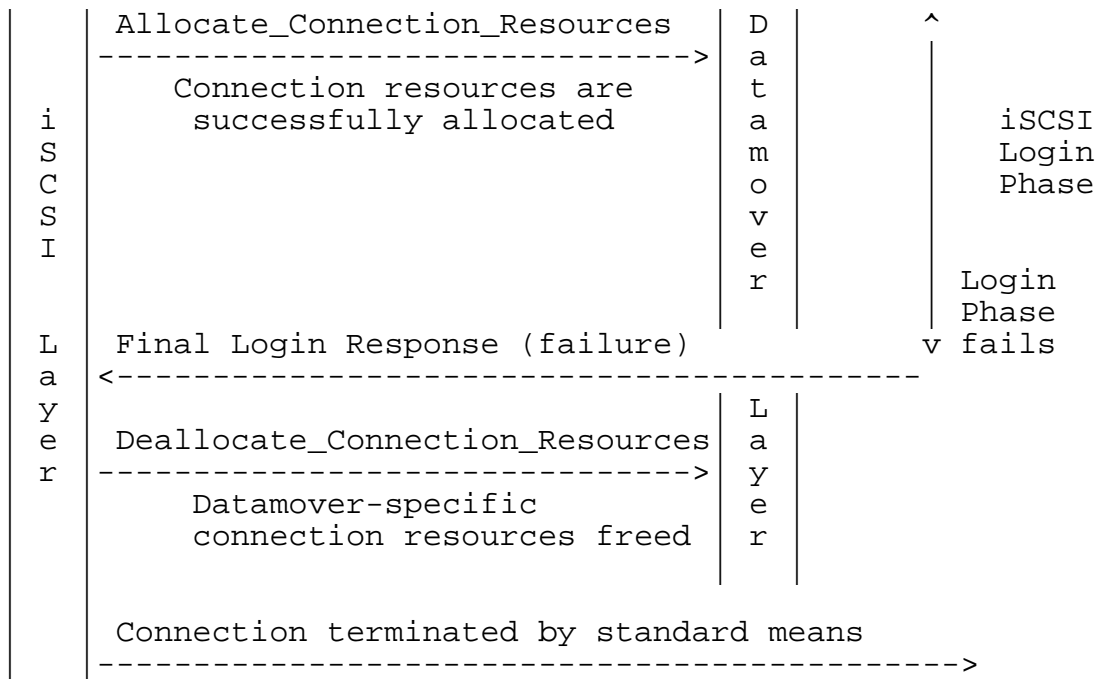 Allocate_Connection_Resources
Connection resources are
successfully allocated
iSCSI Layer
Datamover Layer
iSCSI
Login
Phase
Login
Phase
fails
Final Login Response (failure)
Deallocate_Connection_Resources
Datamover-specific
connection resources freed
Connection terminated by standard means